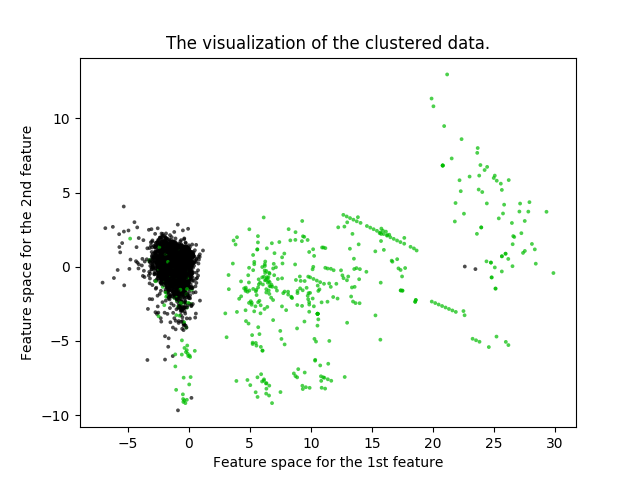 The visualization of the clustered data.
Feature space for the 2nd feature
10
5
0
−5
−10
−5 0 5 10 15 20 25 30
Feature space for the 1st feature